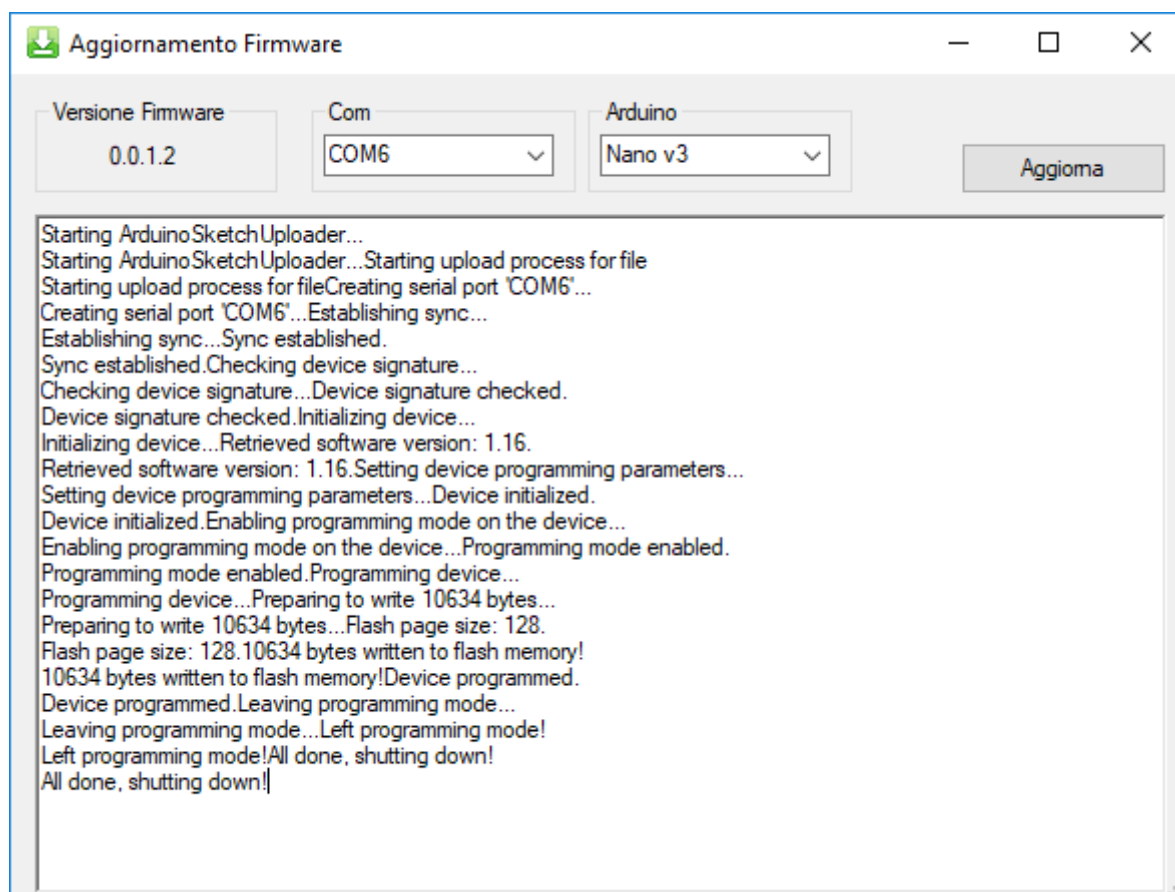 Aggiornamento Firmware
Versione Firmware
Com
Arduino
0.0.1.2
COM6
Nano v3
Aggiorna
Starting ArduinoSketchUploader...
Starting ArduinoSketchUploader...Starting upload process for file
Starting upload process for fileCreating serial port 'COM6'...
Creating serial port 'COM6'...Establishing sync...
Establishing sync...Sync established.
Sync established.Checking device signature...
Checking device signature...Device signature checked.
Device signature checked.Initializing device...
Initializing device...Retrieved software version: 1.16.
Retrieved software version: 1.16.Setting device programming parameters...
Setting device programming parameters...Device initialized.
Device initialized.Enabling programming mode on the device...
Enabling programming mode on the device...Programming mode enabled.
Programming mode enabled.Programming device...
Programming device...Preparing to write 10634 bytes...
Preparing to write 10634 bytes...Flash page size: 128.
Flash page size: 128.10634 bytes written to flash memory!
10634 bytes written to flash memory!Device programmed.
Device programmed.Leaving programming mode...
Leaving programming mode...Left programming mode!
Left programming mode!All done, shutting down!
All done, shutting down!